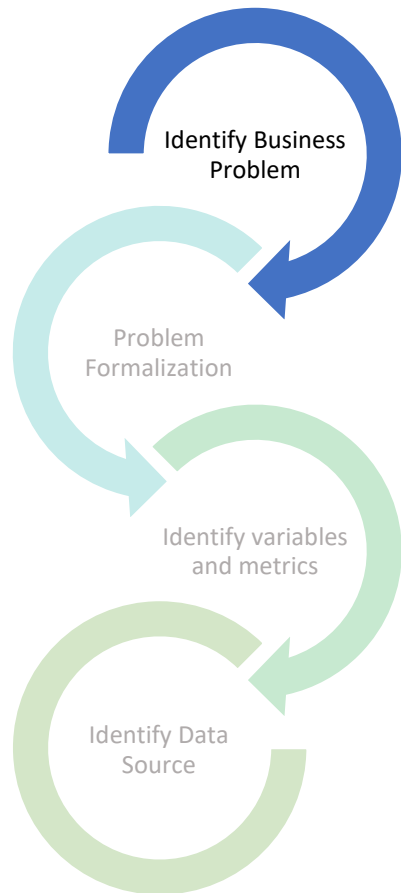 Identify Business
Problem
Problem
Formalization
Identify variables
and metrics
Identify Data
Source